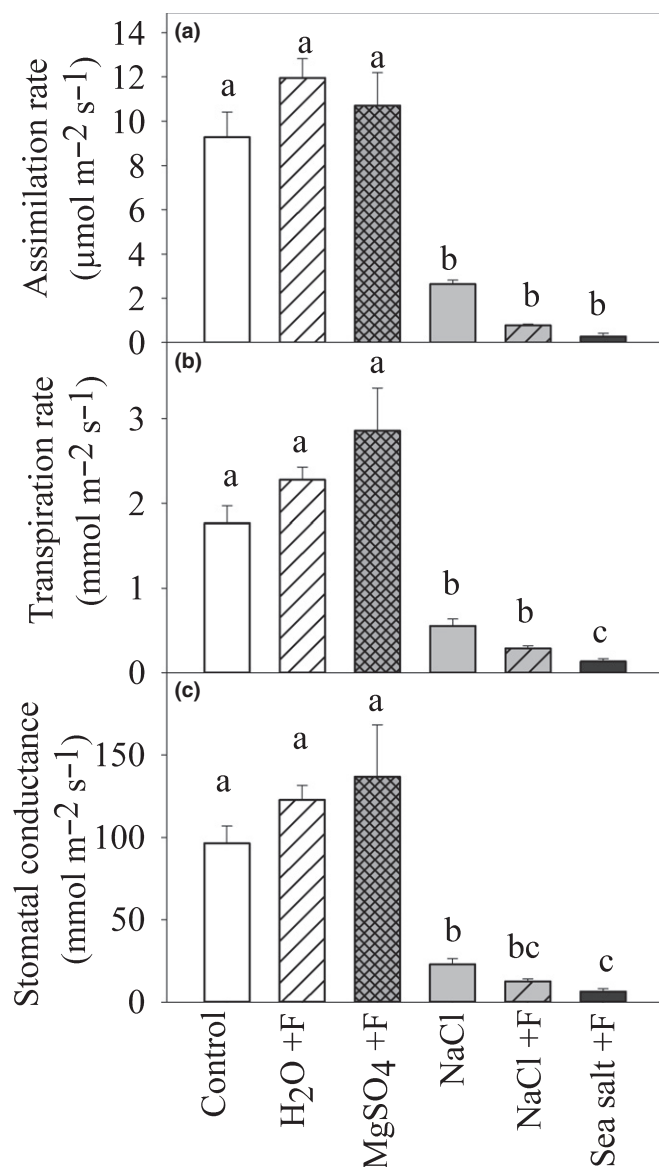 (a)
Assimilation rate
(μmol m−2 s−1)
14
12
10
8
6
4
2
0
a
a
a
b
b
b
(b)
Transpiration rate
(mmol m−2 s−1)
3
2
1
0
a
a
a
b
b
c
(c)
Stomatal conductance
(mmol m−2 s−1)
150
100
50
0
a
a
a
b
bc
c
Control
H2O +F
MgSO4 +F
NaCl
NaCl +F
Sea salt +F